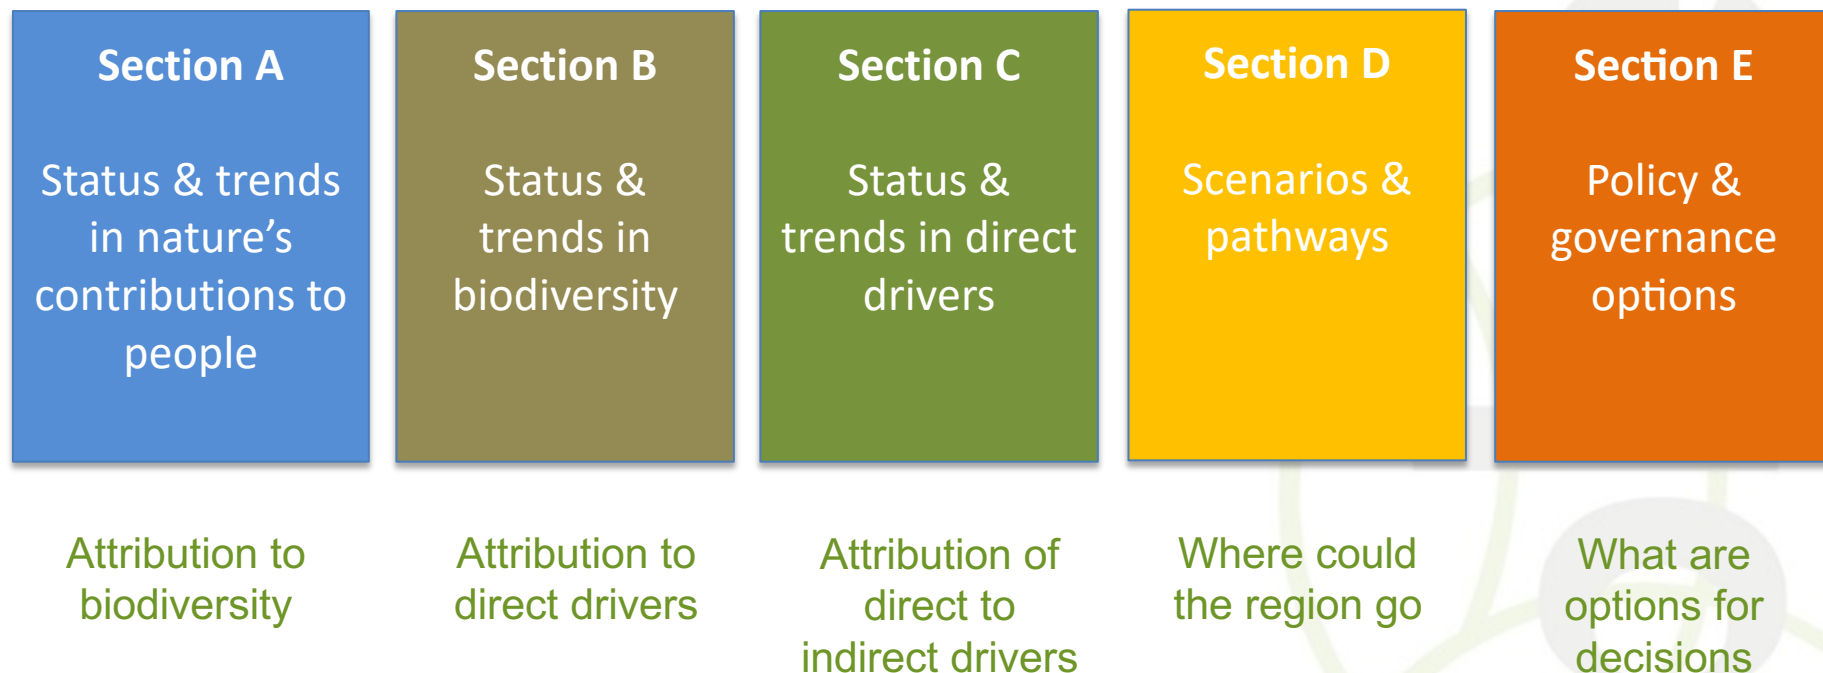 Section A
Status & trends
in nature's
contributions to
people
Section B
Status &
trends in
biodiversity
Section C
Status &
trends in direct
drivers
Section D
Scenarios &
pathways
Section E
Policy &
governance
options
Attribution to
biodiversity
Attribution to
direct drivers
Attribution of
direct to
indirect drivers
Where could
the region go
What are
options for
decisions